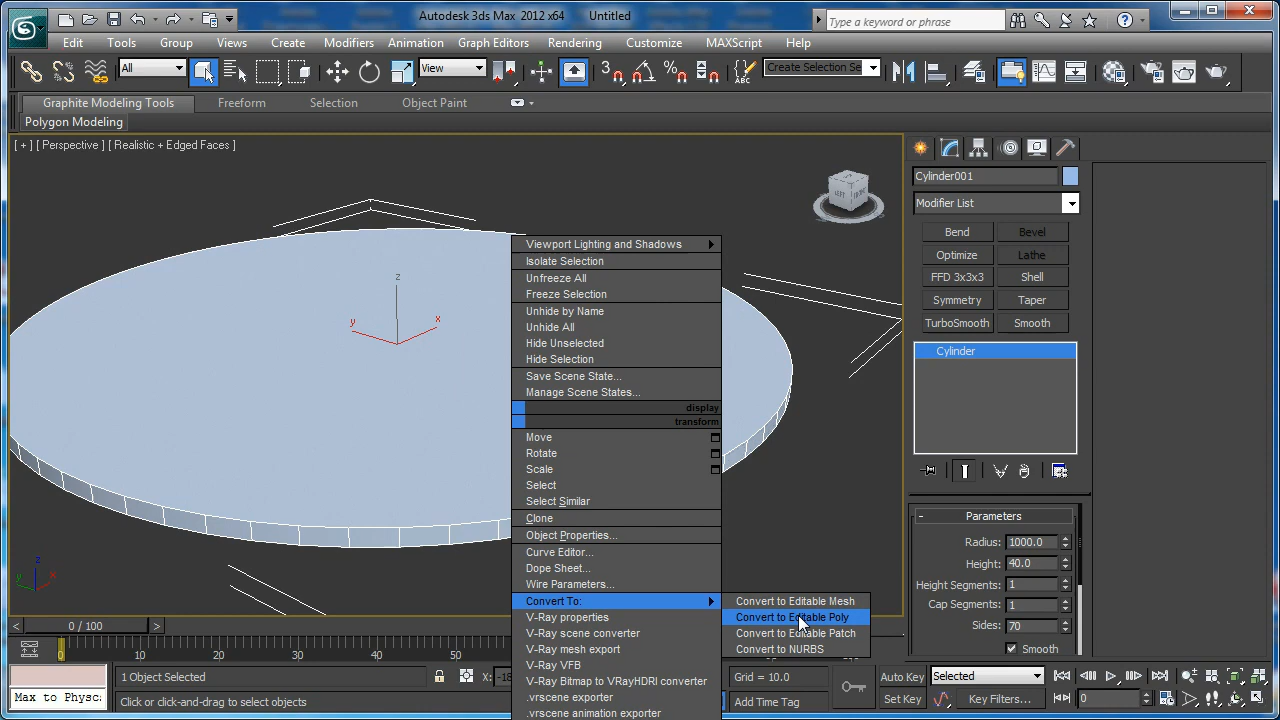 Autodesk 3ds Max 2012 x64 Untitled
Type a keyword or phrase
Edit Tools Group Views Create Modifiers Animation Graph Editors Rendering Customize MAXScript Help
All View 3 Create Selection Se
ABC
Graphite Modeling Tools Freeform Selection Object Paint
Polygon Modeling
[ + ] [ Perspective ] [ Realistic + Edged Faces ]
Cylinder001
Modifier List
Bend Bevel
Optimize Lathe
FFD 3x3x3 Shell
Symmetry Taper
TurboSmooth Smooth
Cylinder
z
y x
Viewport Lighting and Shadows
Isolate Selection
Unfreeze All
Freeze Selection
Unhide by Name
Unhide All
Hide Unselected
Hide Selection
Save Scene State...
Manage Scene States...
display
transform
Move
Rotate
Scale
Select
Select Similar
Clone
Object Properties...
Curve Editor...
Dope Sheet...
Wire Parameters...
Convert To:
V-Ray properties
V-Ray scene converter
V-Ray mesh export
V-Ray VFB
V-Ray Bitmap to VRayHDRI converter
.vrscene exporter
.vrscene animation exporter
Convert to Editable Mesh
Convert to Editable Poly
Convert to Editable Patch
Convert to NURBS
- Parameters
Radius: 1000.0
Height: 40.0
Height Segments: 1
Cap Segments: 1
Sides: 70
Smooth
z
y x
< 0 / 100 >
0 10 20 30 40 50
1 Object Selected X: -18
Click or click-and-drag to select objects
Max to Physca
Grid = 10.0
Add Time Tag
Auto Key Selected
Set Key Key Filters... 0